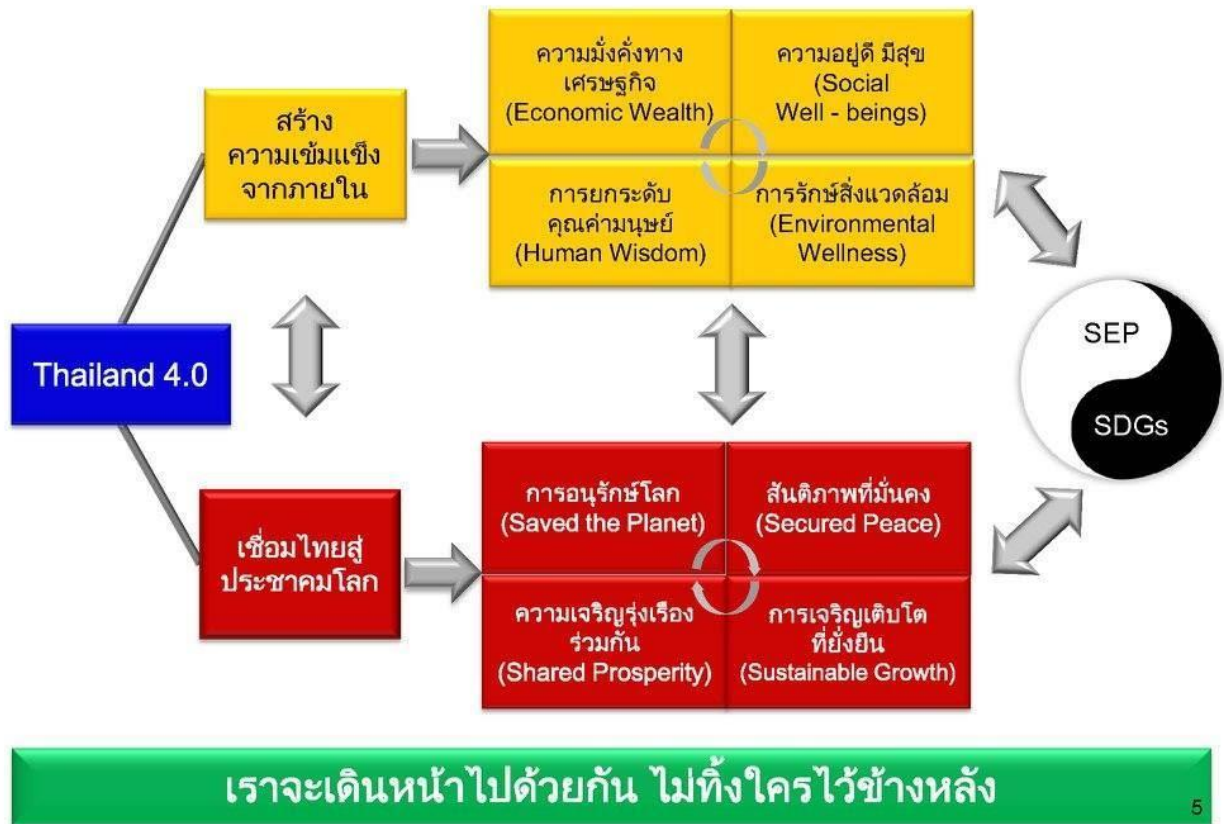 ความมั่งคั่งทาง
เศรษฐกิจ
(Economic Wealth)
ความอยู่ดี มีสุข
(Social
Well - beings)
สร้าง
ความเข้มแข็ง
จากภายใน
การยกระดับ
คุณค่ามนุษย์
(Human Wisdom)
การรักษ์สิ่งแวดล้อม
(Environmental
Wellness)
Thailand 4.0
SEP
SDGs
เชื่อมไทยสู่
ประชาคมโลก
การอนุรักษ์โลก
(Saved the Planet)
สันติภาพที่มั่นคง
(Secured Peace)
ความเจริญรุ่งเรือง
ร่วมกัน
(Shared Prosperity)
การเจริญเติบโต
ที่ยั่งยืน
(Sustainable Growth)
เราจะเดินหน้าไปด้วยกัน ไม่ทิ้งใครไว้ข้างหลัง
5